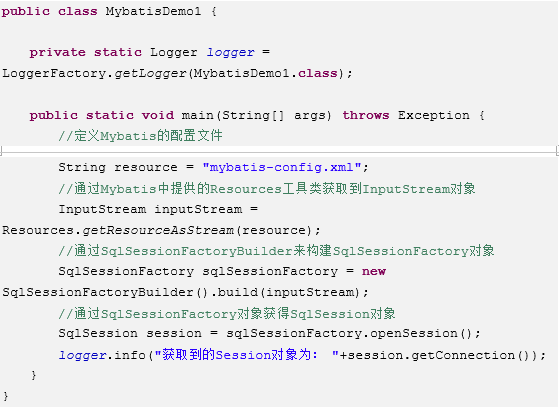 public class MybatisDemo1 {
private static Logger logger =
LoggerFactory.getLogger(MybatisDemo1.class);
public static void main(String[] args) throws Exception {
//定义Mybatis的配置文件
String resource = "mybatis-config.xml";
//通过Mybatis中提供的Resources工具类获取到InputStream对象
InputStream inputStream =
Resources.getResourceAsStream(resource);
//通过SqlSessionFactoryBuilder来构建SqlSessionFactory对象
SqlSessionFactory sqlSessionFactory = new
SqlSessionFactoryBuilder().build(inputStream);
//通过SqlSessionFactory对象获得SqlSession对象
SqlSession session = sqlSessionFactory.openSession();
logger.info("获取到的Session对象为: "+session.getConnection());
}
}